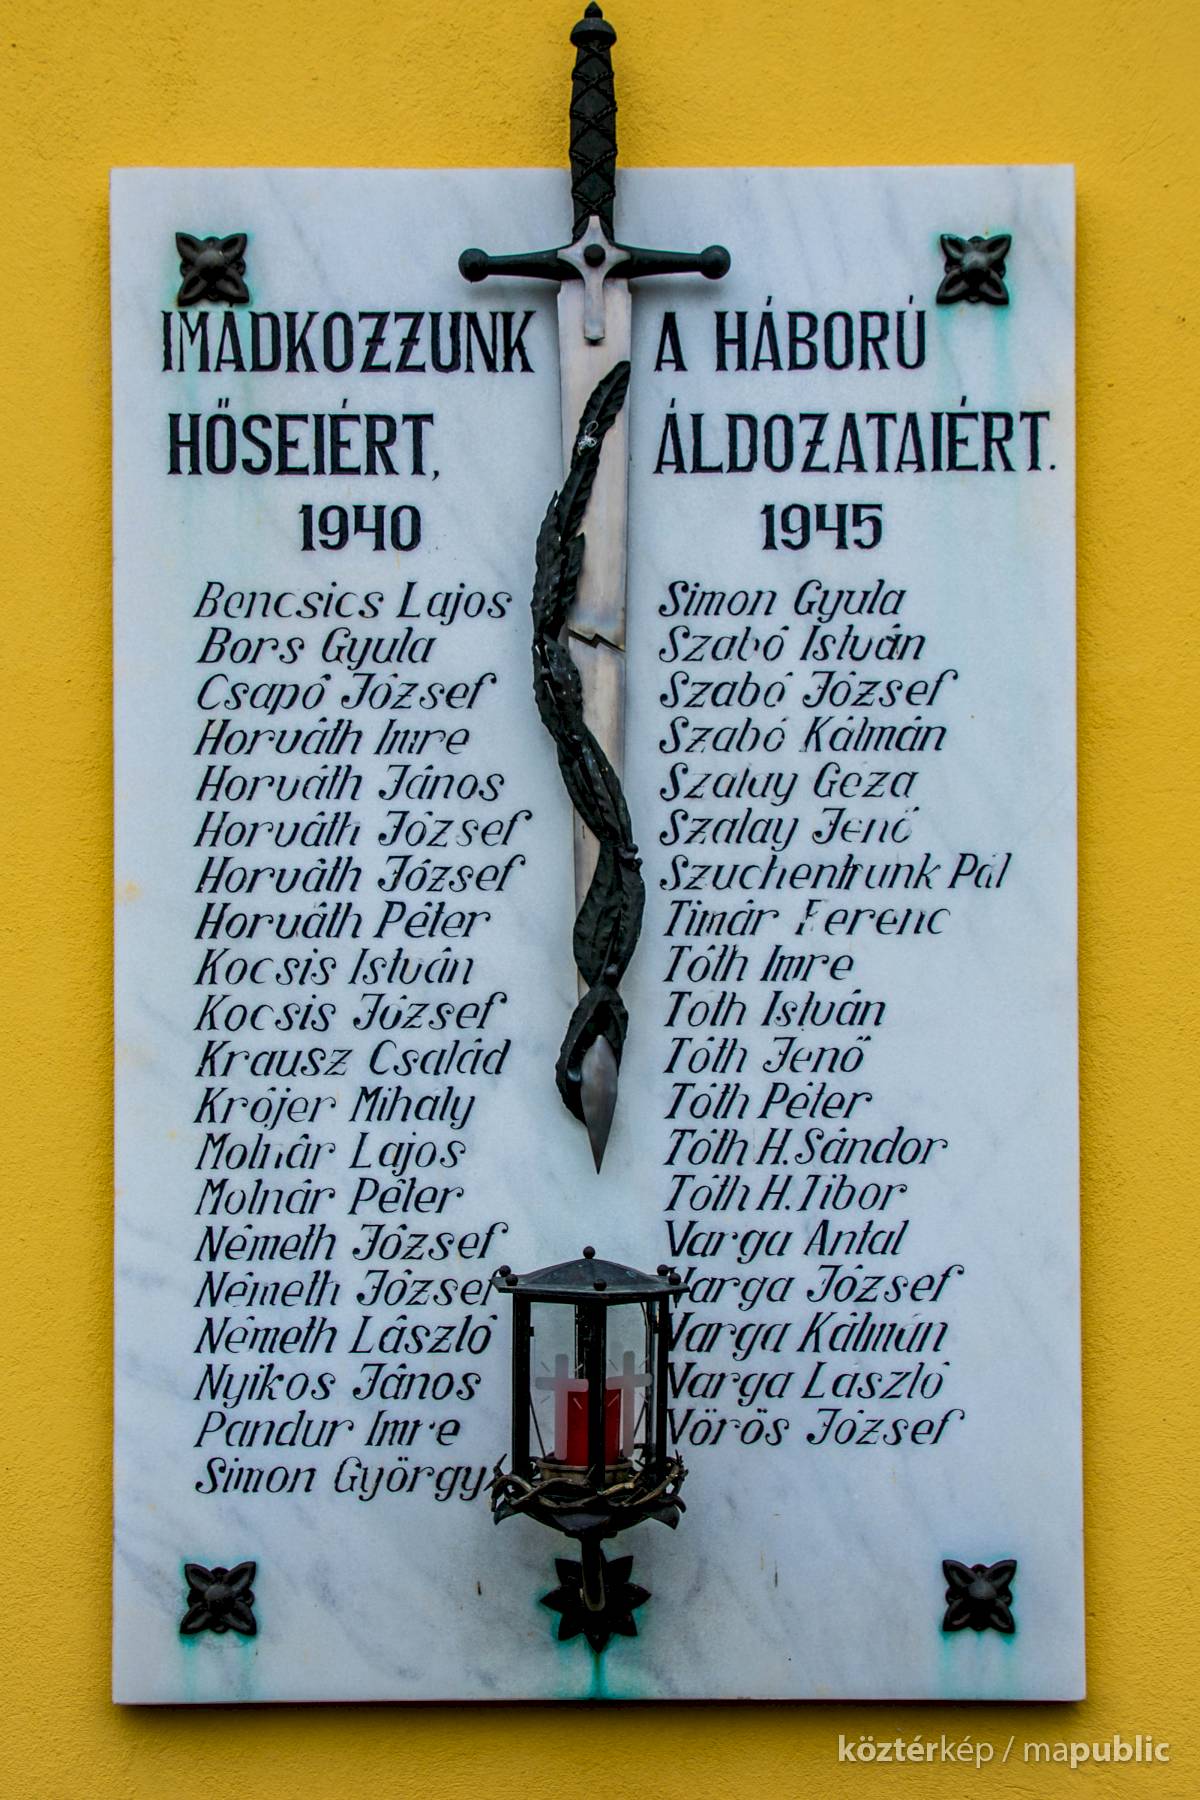 IMÁDKOZZUNK A HÁBORÚ
HŐSEIÉRT, ÁLDOZATAIÉRT.
1940 1945
Bencsics Lajos
Bors Gyula
Csapó József
Horváth Imre
Horváth János
Horváth József
Horváth József
Horváth Péter
Kocsis István
Kocsis József
Krausz Család
Krójer Mihaly
Molnár Lajos
Molnár Péter
Németh József
Németh József
Németh László
Nyikos János
Pandur Imre
Simon György
Simon Gyula
Szabó István
Szabó József
Szabó Kálmán
Szalay Geza
Szalay Jenő
Szuchentrunk Pál
Timár Ferenc
Tóth Imre
Toth István
Tóth Jenő
Tóth Péter
Tóth H. Sándor
Tóth H. Tibor
Varga Antal
Varga József
Varga Kálmán
Varga Laszló
Vörös József
köztérkép / mapublic